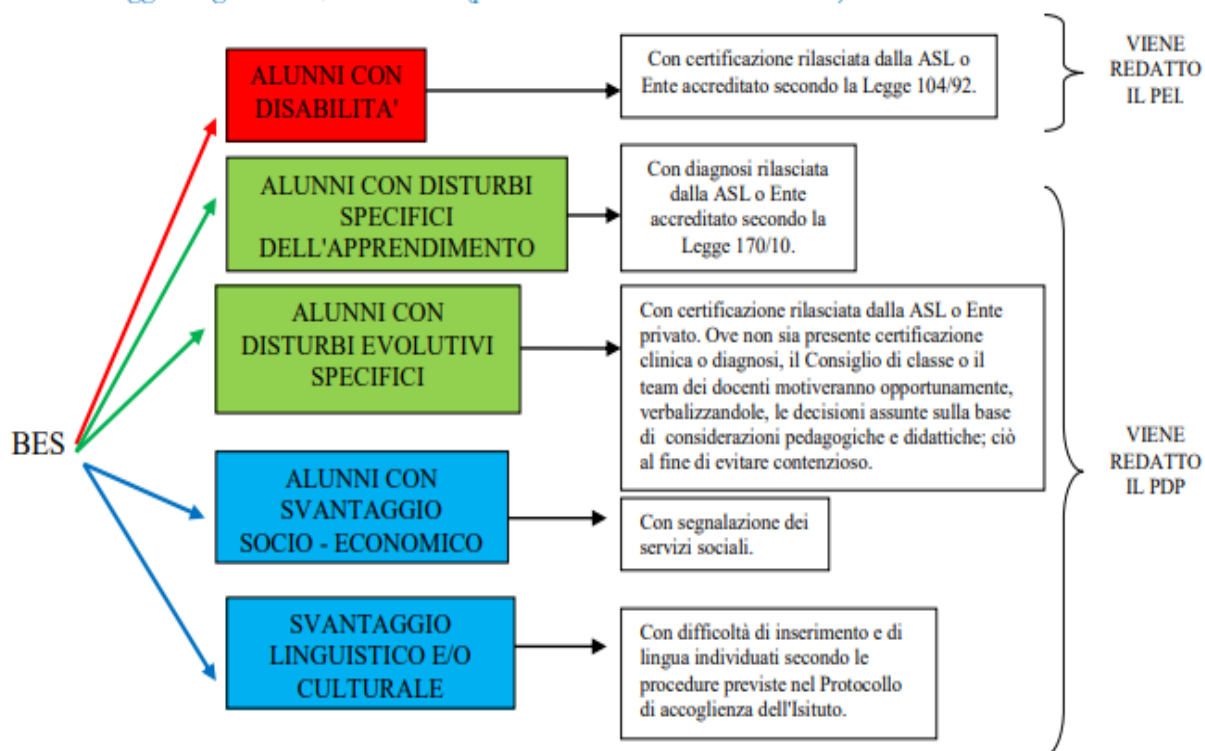 BES
ALUNNI CON
DISABILITA'
Con certificazione rilasciata dalla ASL o
Ente accreditato secondo la Legge 104/92.
VIENE
REDATTO
IL PEI.
ALUNNI CON DISTURBI
SPECIFICI
DELL'APPRENDIMENTO
Con diagnosi rilasciata
dalla ASL o Ente
accreditato secondo la
Legge 170/10.
ALUNNI CON
DISTURBI EVOLUTIVI
SPECIFICI
Con certificazione rilasciata dalla ASL o Ente
privato. Ove non sia presente certificazione
clinica o diagnosi, il Consiglio di classe o il
team dei docenti motiveranno opportunamente,
verbalizzandole, le decisioni assunte sulla base
di considerazioni pedagogiche e didattiche; ciò
al fine di evitare contenzioso.
ALUNNI CON
SVANTAGGIO
SOCIO - ECONOMICO
Con segnalazione dei
servizi sociali.
SVANTAGGIO
LINGUISTICO E/O
CULTURALE
Con difficoltà di inserimento e di
lingua individuati secondo le
procedure previste nel Protocollo
di accoglienza dell'Isituto.
VIENE
REDATTO
IL PDP